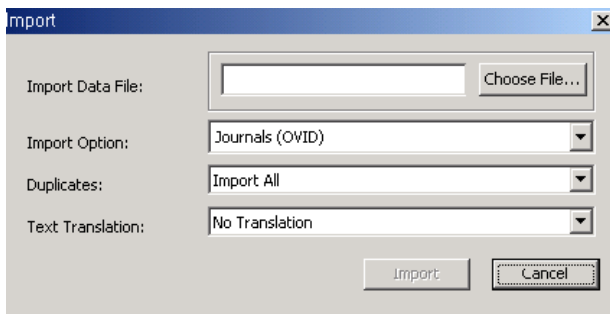 Import
Import Data File:
Choose File...
Import Option:
Journals (OVID)
Duplicates:
Import All
Text Translation:
No Translation
Import
Cancel